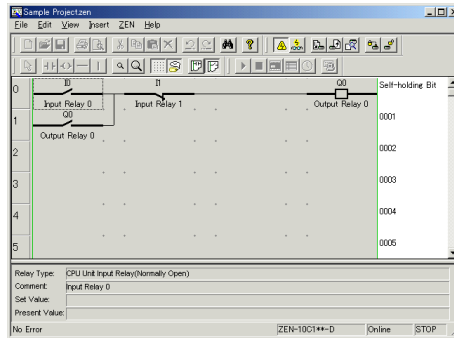 Sample Project.zen
File Edit View Insert ZEN Help
0 I0 I1 Q0 Self-holding Bit
Input Relay 0 Input Relay 1 Output Relay 0
1 Q0 0001
Output Relay 0
2 0002
3 0003
4 0004
5 0005
Relay Type: CPU Unit Input Relay(Normally Open)
Comment: Input Relay 0
Set Value:
Present Value:
No Error ZEN-10C1**-D Online STOP